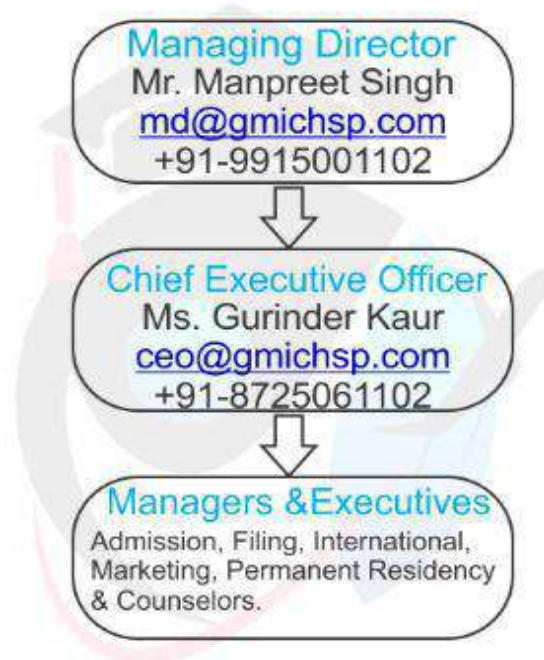 Managing Director
Mr. Manpreet Singh
md@gmichsp.com
+91-9915001102
Chief Executive Officer
Ms. Gurinder Kaur
ceo@gmichsp.com
+91-8725061102
Managers &Executives
Admission, Filing, International,
Marketing, Permanent Residency
& Counselors.